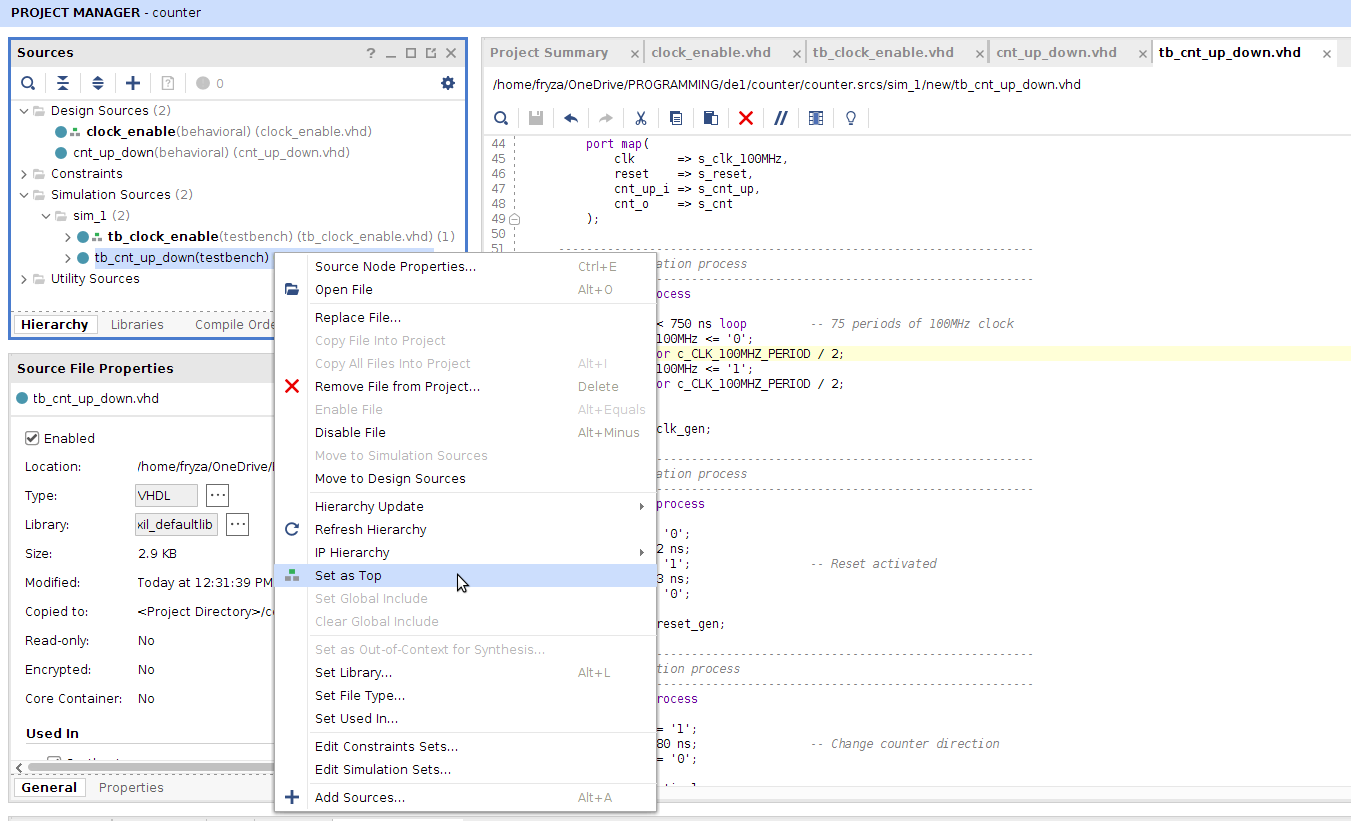 PROJECT MANAGER - counter
Sources
? _
0
Design Sources (2)
clock_enable(behavioral) (clock_enable.vhd)
cnt_up_down(behavioral) (cnt_up_down.vhd)
Constraints
Simulation Sources (2)
sim_1 (2)
tb_clock_enable(testbench) (tb_clock_enable.vhd) (1)
tb_cnt_up_down(testbench)
Utility Sources
Hierarchy Libraries Compile Orde
Source File Properties
tb_cnt_up_down.vhd
Enabled
Location: /home/fryza/OneDrive/
Type: VHDL ...
Library: xil_defaultlib ...
Size: 2.9 KB
Modified: Today at 12:31:39 PM
Copied to: <Project Directory>/c
Read-only: No
Encrypted: No
Core Container: No
Used In
General Properties
Source Node Properties... Ctrl+E
Open File Alt+O
Replace File...
Copy File Into Project
Copy All Files Into Project Alt+I
Remove File from Project... Delete
Enable File Alt+Equals
Disable File Alt+Minus
Move to Simulation Sources
Move to Design Sources
Hierarchy Update
Refresh Hierarchy
IP Hierarchy
Set as Top
Set Global Include
Clear Global Include
Set as Out-of-Context for Synthesis...
Set Library... Alt+L
Set File Type...
Set Used In...
Edit Constraints Sets...
Edit Simulation Sets...
Add Sources... Alt+A
Project Summary × clock_enable.vhd × tb_clock_enable.vhd × cnt_up_down.vhd × tb_cnt_up_down.vhd ×
/home/fryza/OneDrive/PROGRAMMING/de1/counter/counter.srcs/sim_1/new/tb_cnt_up_down.vhd
44 port map(
45 clk => s_clk_100MHz,
46 reset => s_reset,
47 cnt_up_i => s_cnt_up,
48 cnt_o => s_cnt
49 );
50
51 --------------------------------------------------------------------
ation process
--------------------------------------------------------------------
ocess
< 750 ns loop -- 75 periods of 100MHz clock
100MHz <= '0';
or c_CLK_100MHZ_PERIOD / 2;
100MHz <= '1';
or c_CLK_100MHZ_PERIOD / 2;
clk_gen;
--------------------------------------------------------------------
ation process
--------------------------------------------------------------------
process
'0';
2 ns;
'1'; -- Reset activated
3 ns;
'0';
reset_gen;
--------------------------------------------------------------------
tion process
--------------------------------------------------------------------
rocess
= '1';
80 ns; -- Change counter direction
= '0';